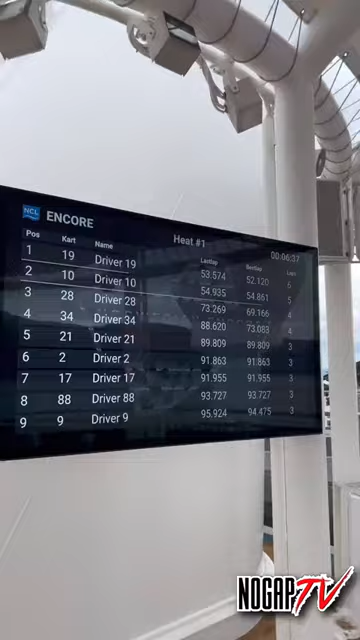 NCL ENCORE
Heat #1
00:06:37
Pos Kart Name Lastlap Bestlap Laps
1 19 Driver 19 53.574 52.120 6
2 10 Driver 10 54.935 54.861 5
3 28 Driver 28 73.269 69.166 4
4 34 Driver 34 88.620 73.083 4
5 21 Driver 21 89.809 89.809 3
6 2 Driver 2 91.863 91.863 3
7 17 Driver 17 91.955 91.955 3
8 88 Driver 88 93.727 93.727 3
9 9 Driver 9 95.924 94.475 3
NOGAPTV